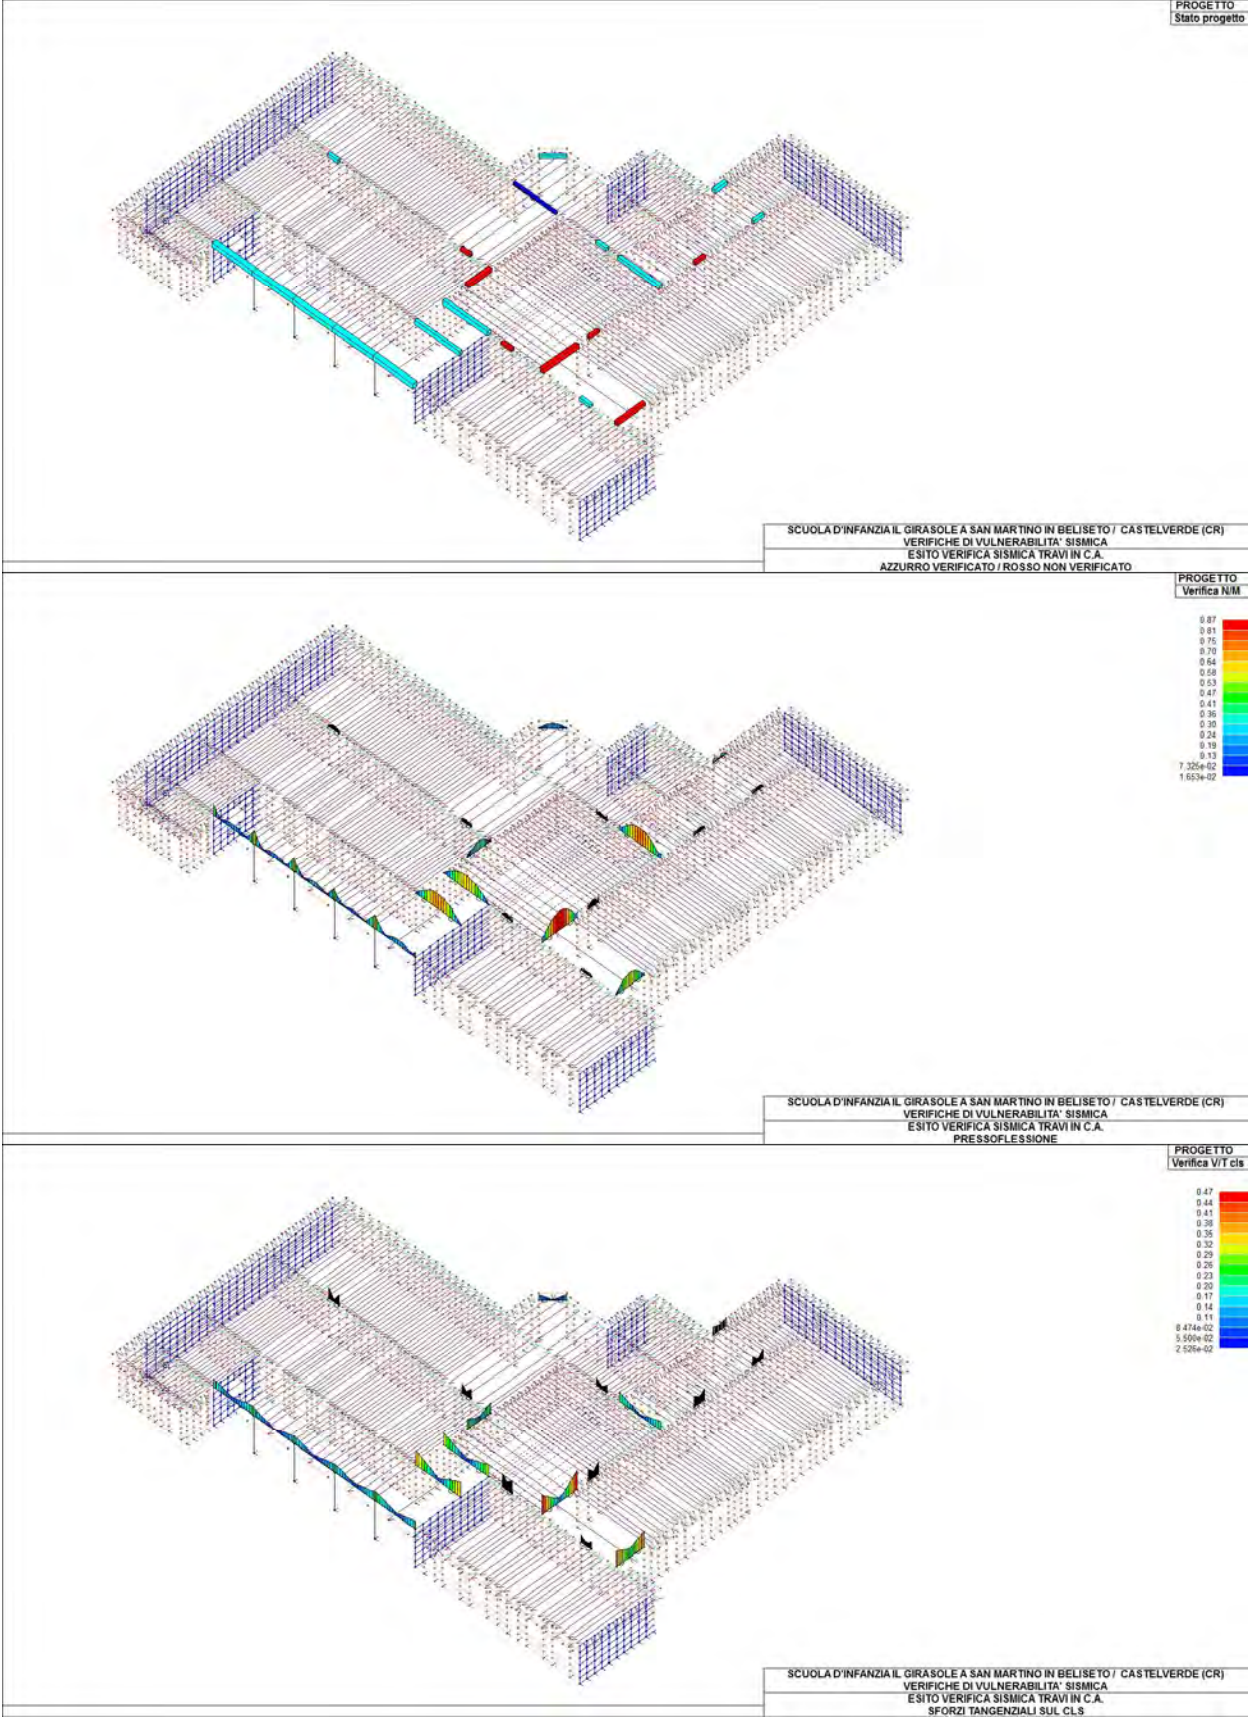 PROGETTO
Stato progetto
SCUOLA D'INFANZIA IL GIRASOLE A SAN MARTINO IN BELISETO / CASTELVERDE (CR)
VERIFICHE DI VULNERABILITA' SISMICA
ESITO VERIFICA SISMICA TRAVI IN C.A.
AZZURRO VERIFICATO / ROSSO NON VERIFICATO
PROGETTO
Verifica N/M
0.87
0.81
0.75
0.70
0.64
0.58
0.53
0.47
0.41
0.36
0.30
0.24
0.19
0.13
7.326e-02
1.653e-02
SCUOLA D'INFANZIA IL GIRASOLE A SAN MARTINO IN BELISETO / CASTELVERDE (CR)
VERIFICHE DI VULNERABILITA' SISMICA
ESITO VERIFICA SISMICA TRAVI IN C.A.
PRESSOFLESSIONE
PROGETTO
Verifica V/T cls
0.47
0.44
0.41
0.38
0.35
0.32
0.29
0.26
0.23
0.20
0.17
0.14
0.11
8.474e-02
5.500e-02
2.526e-02
SCUOLA D'INFANZIA IL GIRASOLE A SAN MARTINO IN BELISETO / CASTELVERDE (CR)
VERIFICHE DI VULNERABILITA' SISMICA
ESITO VERIFICA SISMICA TRAVI IN C.A.
SFORZI TANGENZIALI SUL CLS